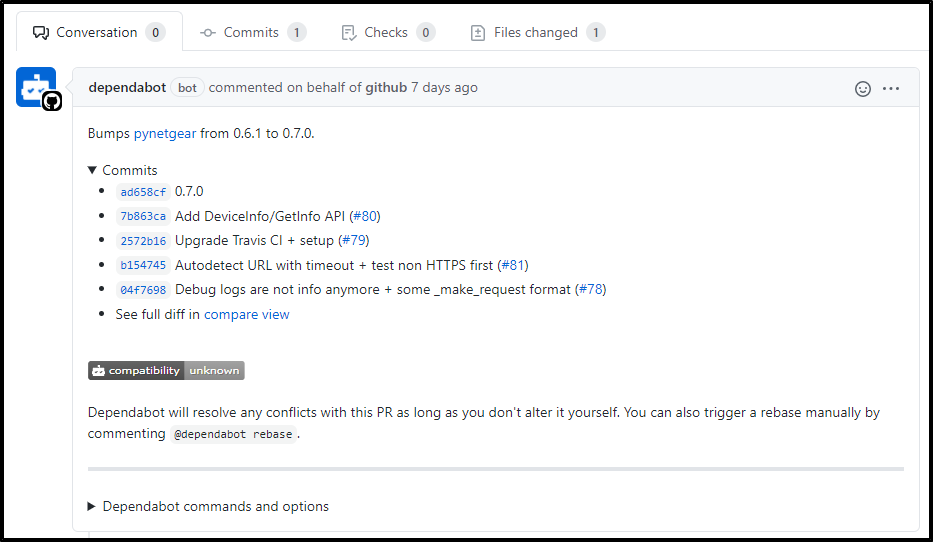 Conversation 0 Commits 1 Checks 0 Files changed 1
dependabot bot commented on behalf of github 7 days ago
Bumps pynetgear from 0.6.1 to 0.7.0.
Commits
ad658cf 0.7.0
7b863ca Add DeviceInfo/GetInfo API (#80)
2572b16 Upgrade Travis CI + setup (#79)
b154745 Autodetect URL with timeout + test non HTTPS first (#81)
04f7698 Debug logs are not info anymore + some _make_request format (#78)
See full diff in compare view
compatibility unknown
Dependabot will resolve any conflicts with this PR as long as you don't alter it yourself. You can also trigger a rebase manually by
commenting @dependabot rebase.
Dependabot commands and options